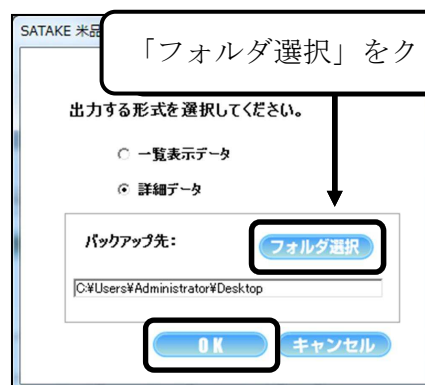 SATAKE 米品
「フォルダ選択」をク
出力する形式を選択してください。
一覧表示データ
詳細データ
バックアップ先:
フォルダ選択
C:¥Users¥Administrator¥Desktop
OK
キャンセル